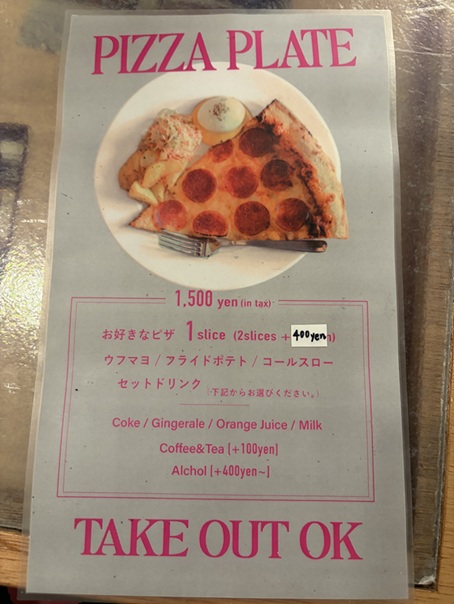 PIZZA PLATE
1,500 yen (in tax)
お好きなピザ 1 slice (2slices + 400yen)
ウフマヨ / フライドポテト / コールスロー
セットドリンク (下記からお選びください。)
Coke / Gingerale / Orange Juice / Milk
Coffee&Tea [+100yen]
Alchol [+400yen~]
TAKE OUT OK